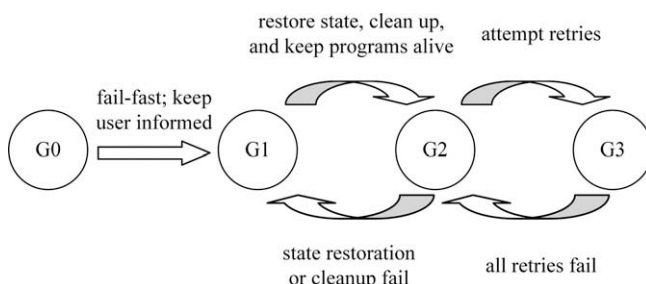 restore state, clean up,
and keep programs alive
attempt retries
fail-fast; keep
user informed
G0
G1
G2
G3
state restoration
or cleanup fail
all retries fail